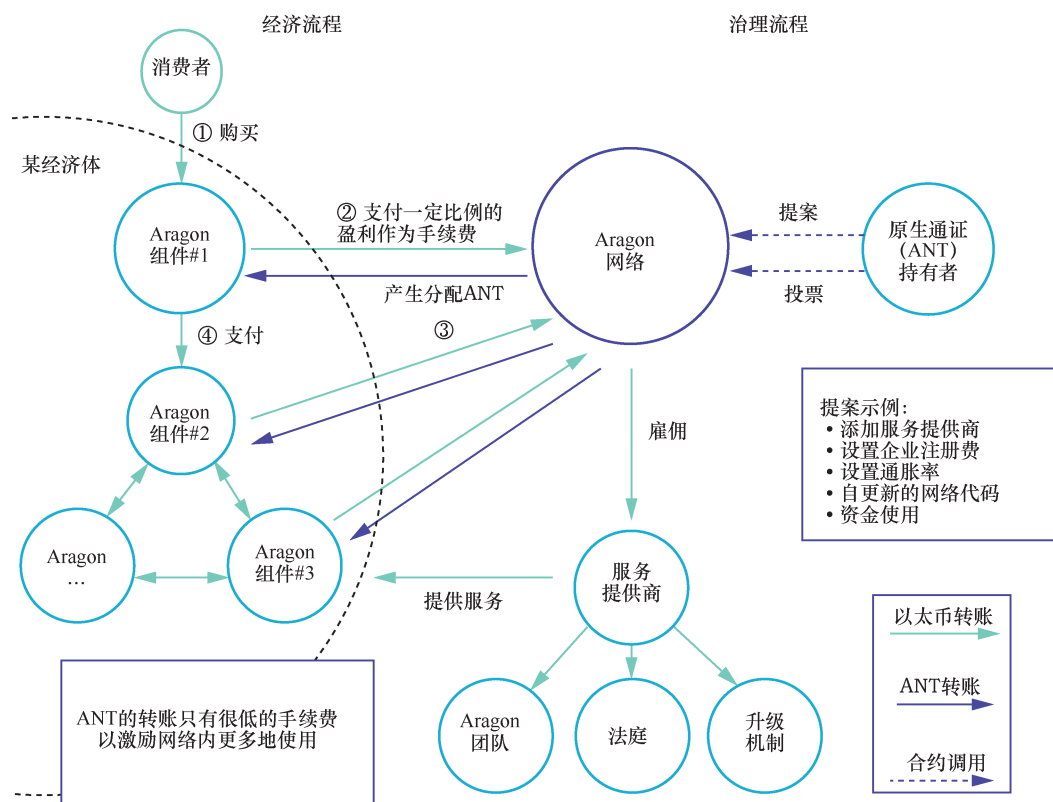 经济流程
治理流程
消费者
① 购买
某经济体
Aragon
组件#1
② 支付一定比例的
盈利作为手续费
产生分配ANT
Aragon
网络
提案
投票
原生通证
（ANT）
持有者
③
④ 支付
Aragon
组件#2
雇佣
提案示例：
• 添加服务提供商
• 设置企业注册费
• 设置通胀率
• 自更新的网络代码
• 资金使用
Aragon
...
Aragon
组件#3
提供服务
服务
提供商
以太币转账
ANT转账
合约调用
ANT的转账只有很低的手续费
以激励网络内更多地使用
Aragon
团队
法庭
升级
机制